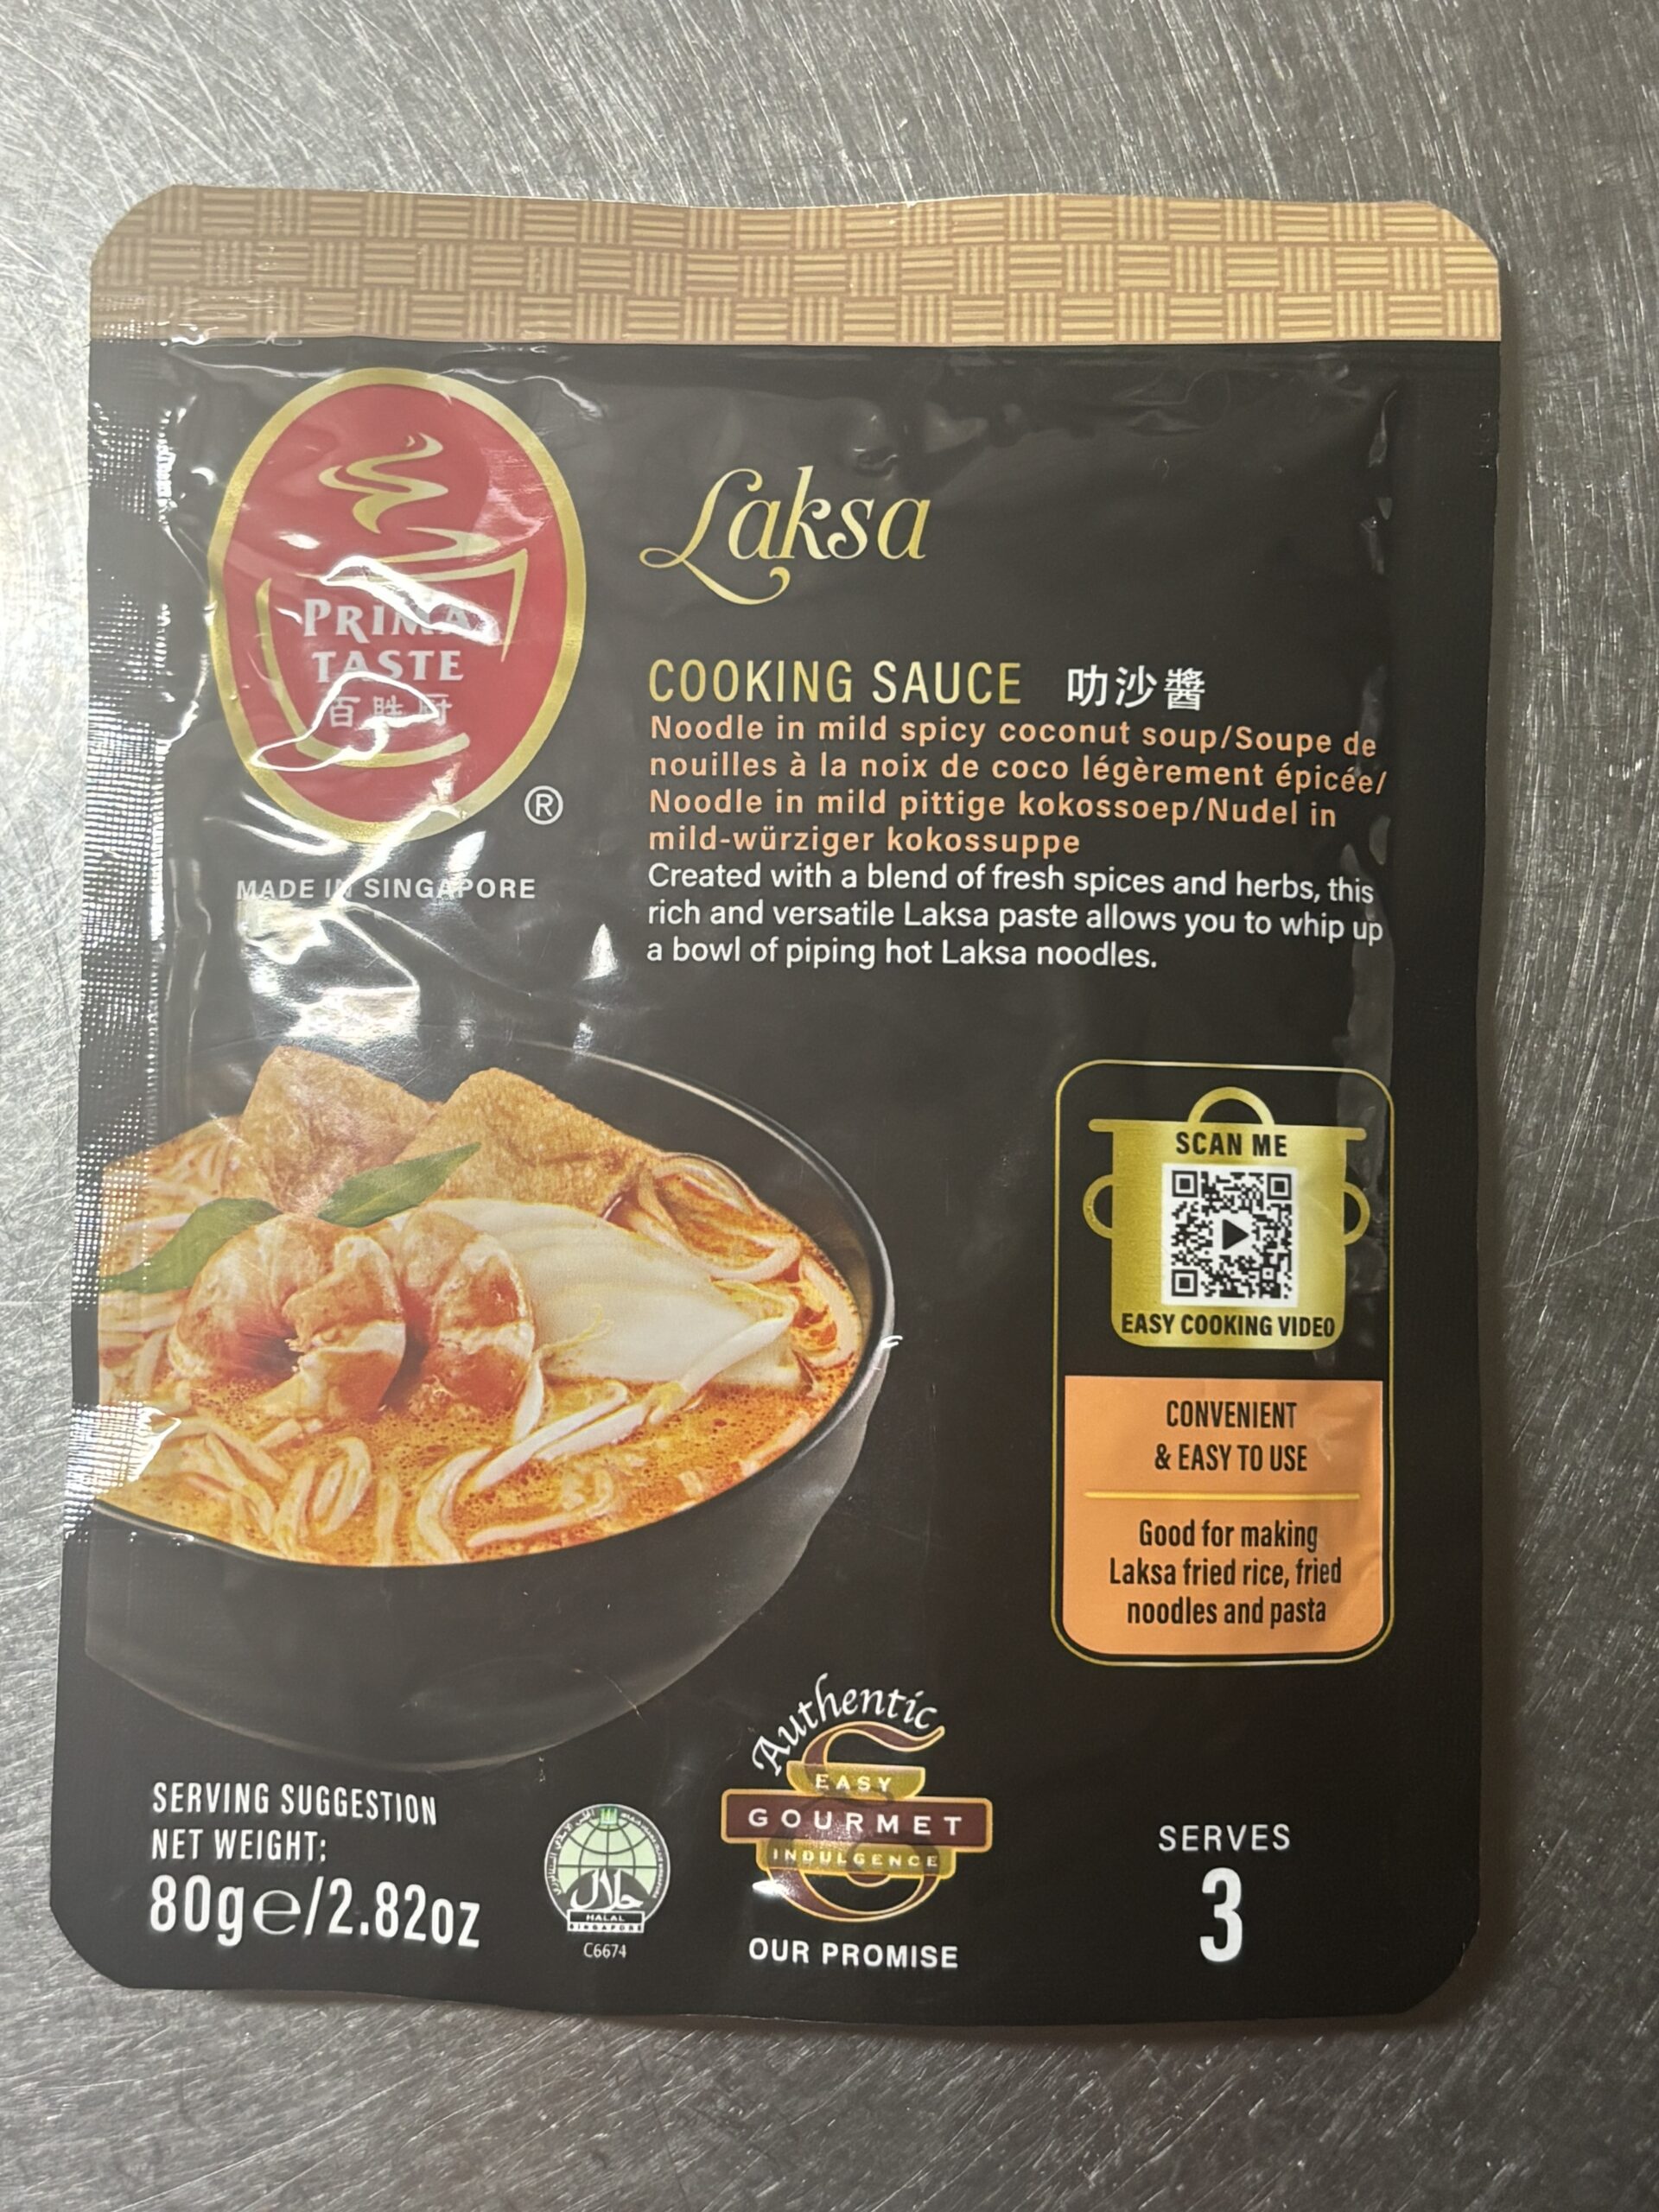 PRIMA
TASTE
百胜厨
®
MADE IN SINGAPORE
Laksa
COOKING SAUCE 叻沙醬
Noodle in mild spicy coconut soup/Soupe de
nouilles à la noix de coco légèrement épicée/
Noodle in mild pittige kokossoep/Nudel in
mild-würziger kokossuppe
Created with a blend of fresh spices and herbs, this
rich and versatile Laksa paste allows you to whip up
a bowl of piping hot Laksa noodles.
SCAN ME
EASY COOKING VIDEO
CONVENIENT
& EASY TO USE
Good for making
Laksa fried rice, fried
noodles and pasta
SERVING SUGGESTION
NET WEIGHT:
80g℮/2.82oz
حلال
HALAL
SINGAPORE
C6674
Authentic
EASY
GOURMET
INDULGENCE
OUR PROMISE
SERVES
3